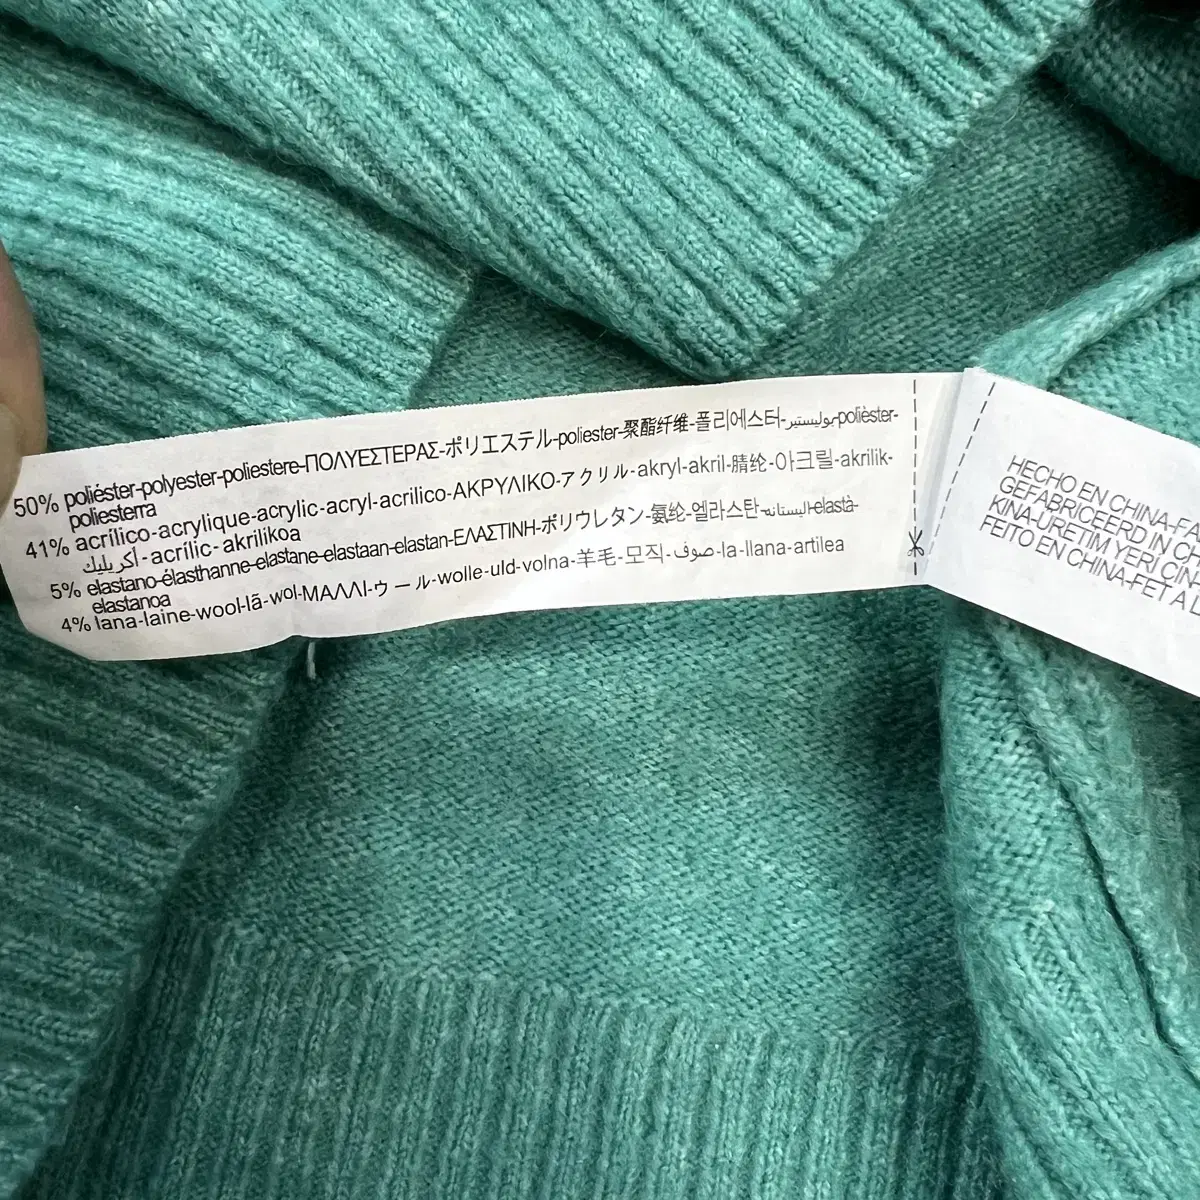 50% poliéster-polyester-poliestere-ΠΟΛΥΕΣΤΕΡΑΣ-ポリエステル-poliester-聚酯纤维-폴리에스터-بوليستير-polièster-
poliesterra
41% acrílico-acrylique-acrylic-acryl-acrilico-ΑΚΡΥΛΙΚΟ-アクリル-akryl-akril-腈纶-아크릴-akrilik-
أكريليك-acrílic-akrilikoa
5% elastano-élasthanne-elastane-elastaan-elastan-ΕΛΑΣΤΙΝΗ-ポリウレタン-氨纶-엘라스탄-اليستانه-elastà-
elastanoa
4% lana-laine-wool-lã-wol-ΜΑΛΛΙ-ウール-wolle-uld-volna-羊毛-모직-صوف-la-llana-artilea
HECHO EN CHINA-FA
GEFABRICEERD IN CH
KINA-ÜRETIM YERI ÇIN
FEITO EN CHINA-FET A L